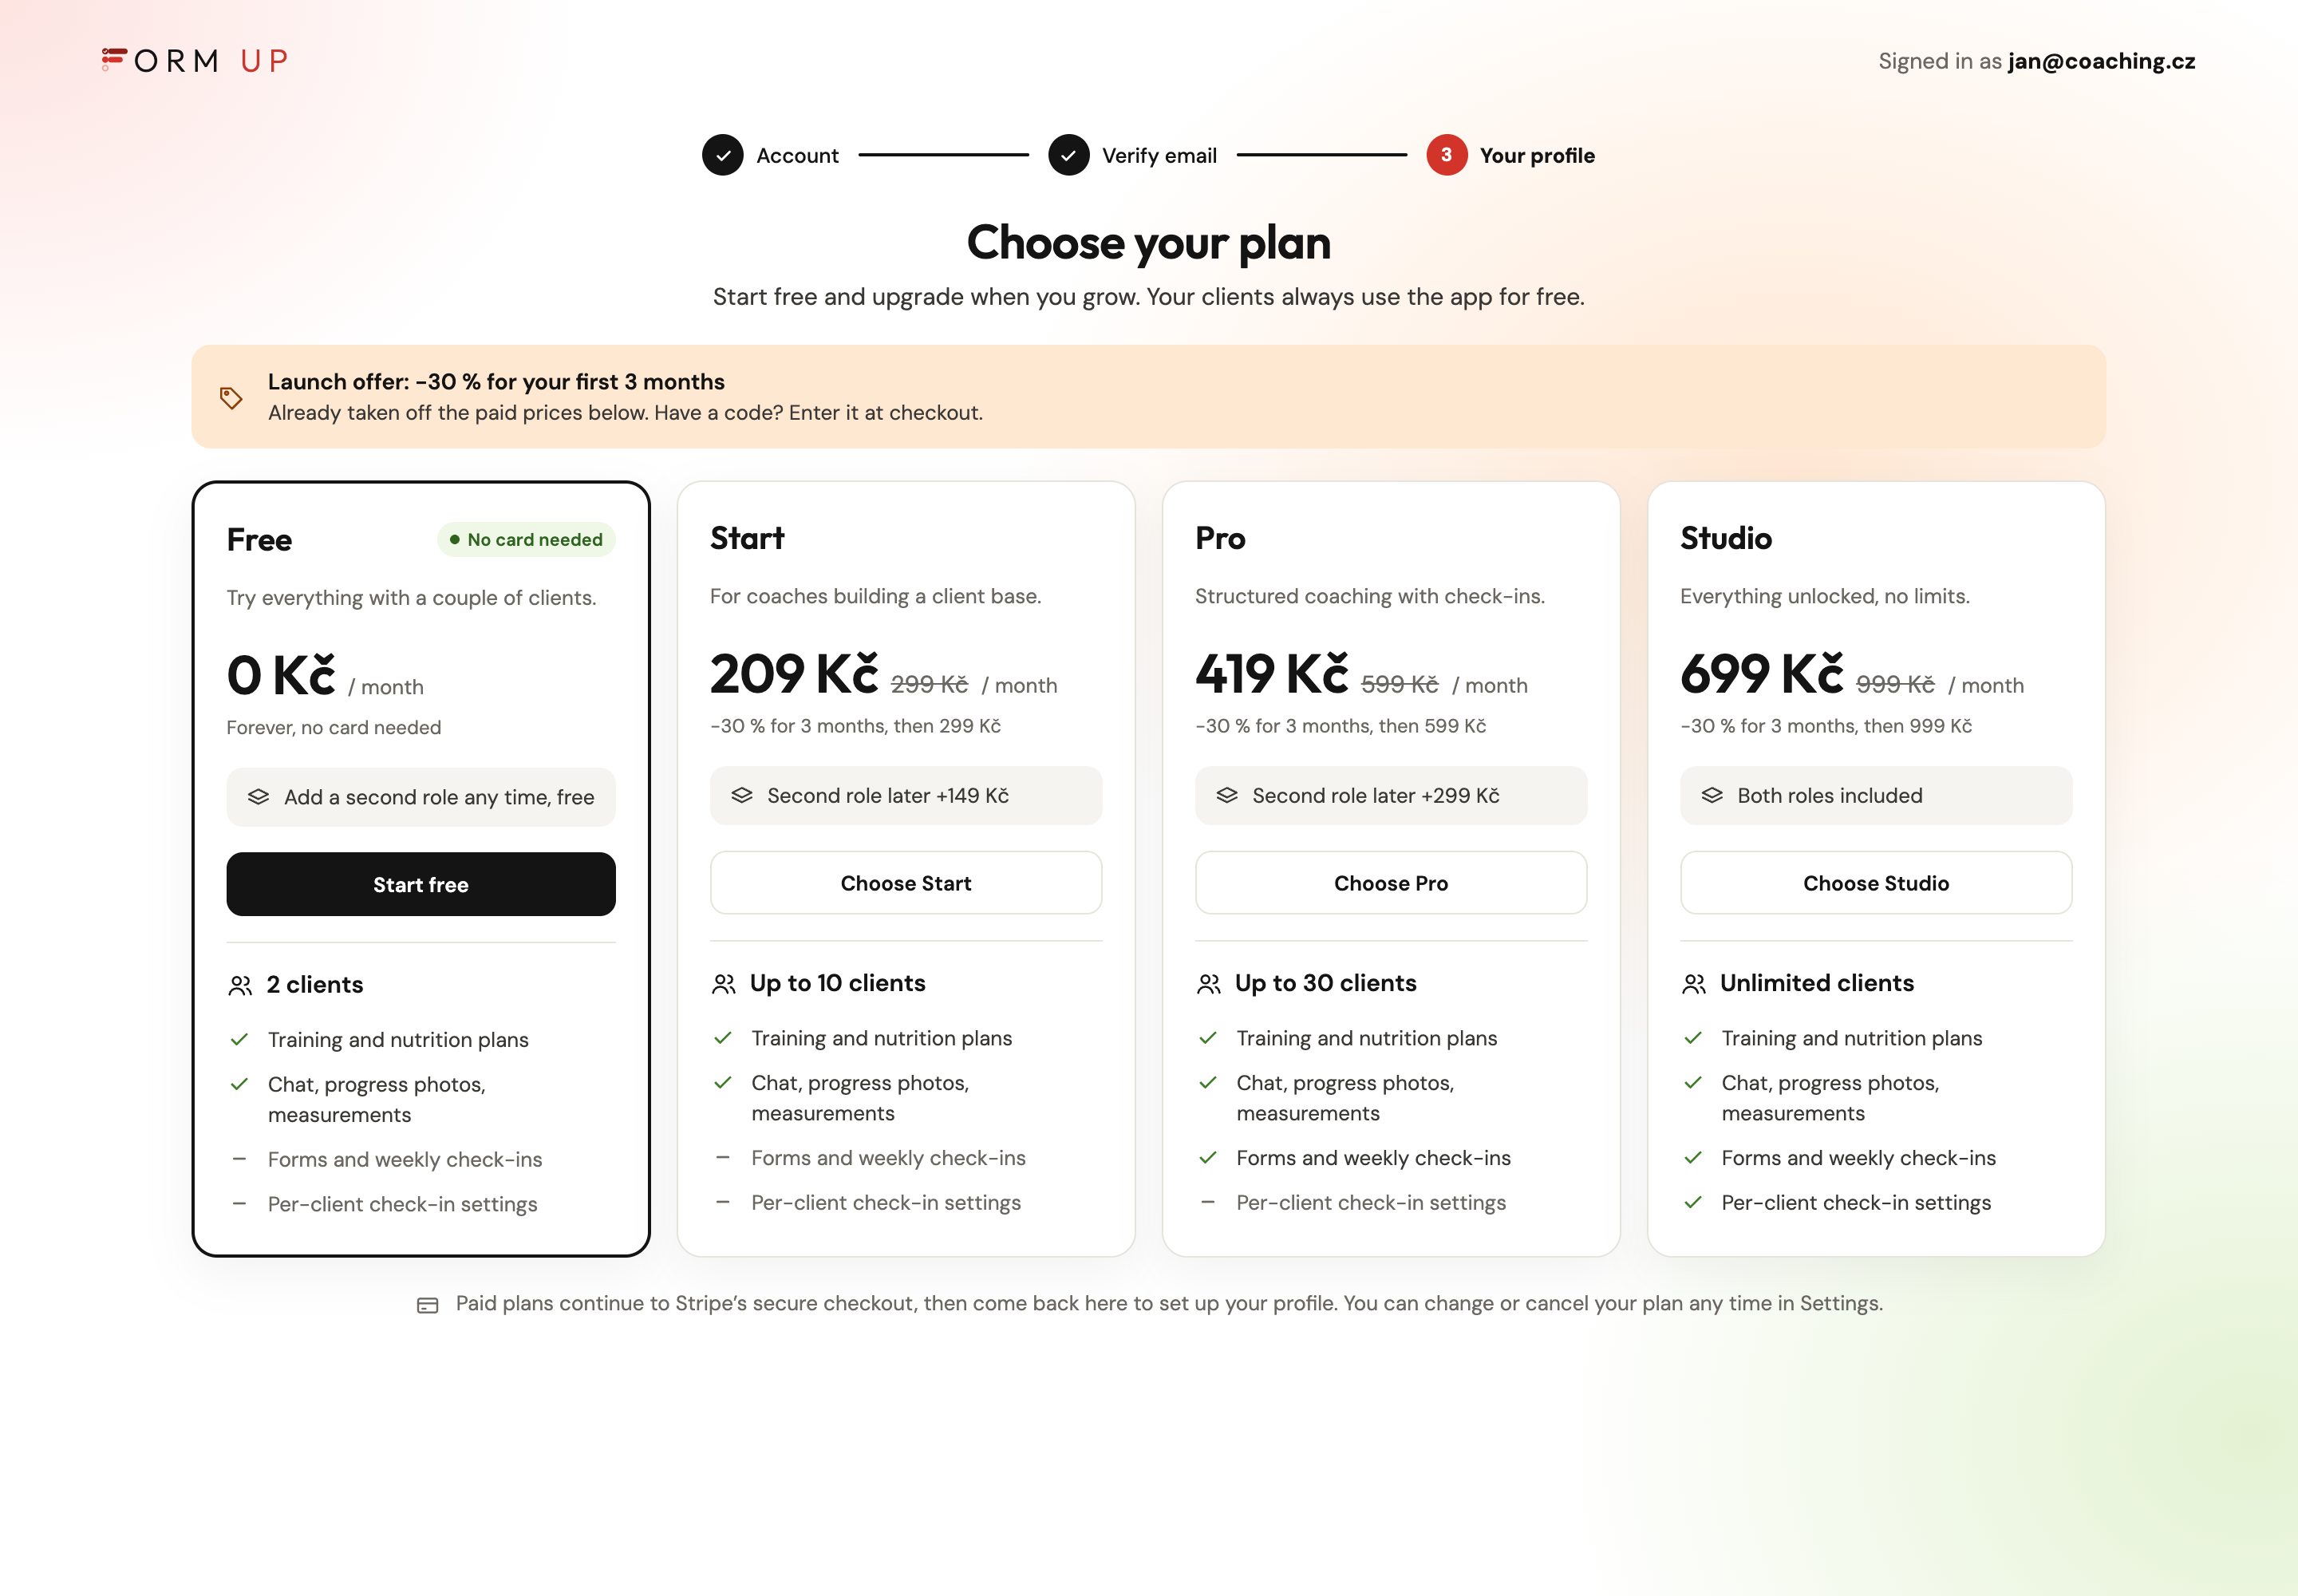 FORM UP
Signed in as jan@coaching.cz
Account
Verify email
3 Your profile
Choose your plan
Start free and upgrade when you grow. Your clients always use the app for free.
Launch offer: -30 % for your first 3 months
Already taken off the paid prices below. Have a code? Enter it at checkout.
Free
No card needed
Try everything with a couple of clients.
0 Kč / month
Forever, no card needed
Add a second role any time, free
Start free
2 clients
Training and nutrition plans
Chat, progress photos,
measurements
Forms and weekly check-ins
Per-client check-in settings
Start
For coaches building a client base.
209 Kč 299 Kč / month
-30 % for 3 months, then 299 Kč
Second role later +149 Kč
Choose Start
Up to 10 clients
Training and nutrition plans
Chat, progress photos,
measurements
Forms and weekly check-ins
Per-client check-in settings
Pro
Structured coaching with check-ins.
419 Kč 599 Kč / month
-30 % for 3 months, then 599 Kč
Second role later +299 Kč
Choose Pro
Up to 30 clients
Training and nutrition plans
Chat, progress photos,
measurements
Forms and weekly check-ins
Per-client check-in settings
Studio
Everything unlocked, no limits.
699 Kč 999 Kč / month
-30 % for 3 months, then 999 Kč
Both roles included
Choose Studio
Unlimited clients
Training and nutrition plans
Chat, progress photos,
measurements
Forms and weekly check-ins
Per-client check-in settings
Paid plans continue to Stripe’s secure checkout, then come back here to set up your profile. You can change or cancel your plan any time in Settings.